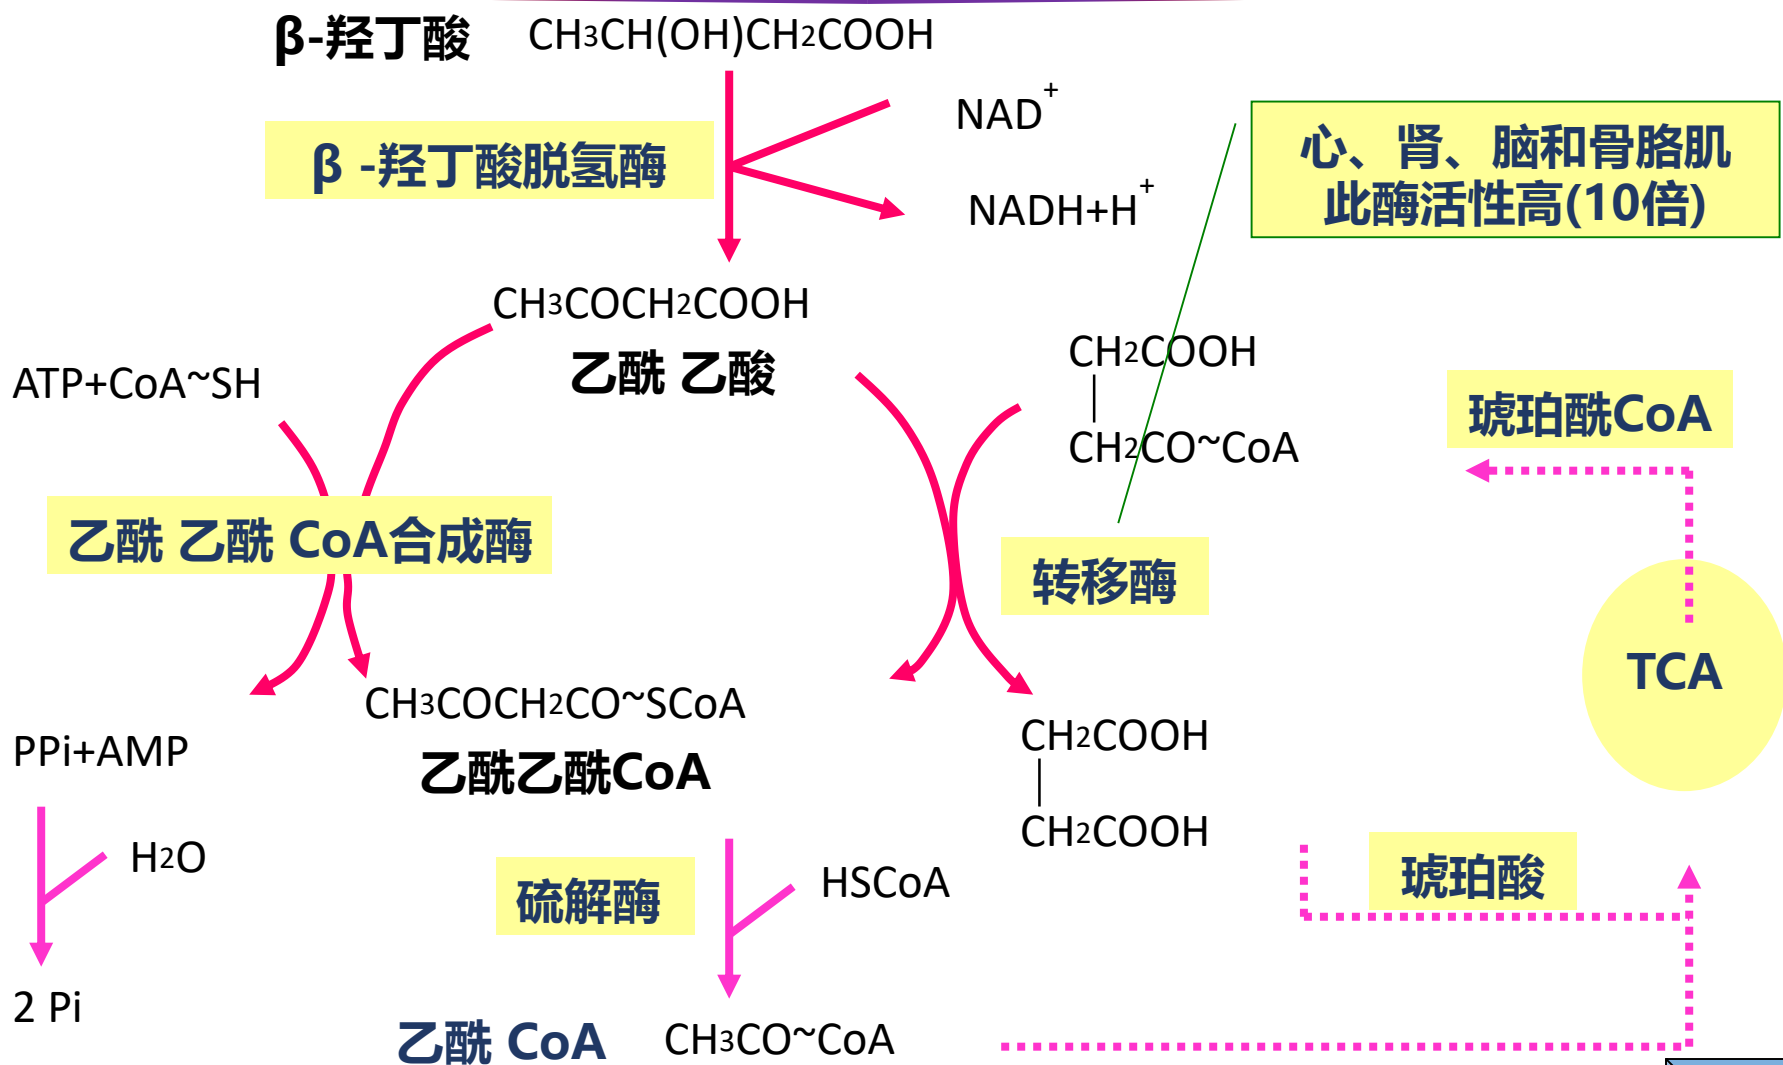 β-羟丁酸 CH3CH(OH)CH2COOH
NAD+
β -羟丁酸脱氢酶
NADH+H+
心、肾、脑和骨胳肌
此酶活性高(10倍)
CH3COCH2COOH
乙酰 乙酸
ATP+CoA~SH
CH2COOH
CH2CO~CoA
琥珀酰CoA
乙酰 乙酰 CoA合成酶
转移酶
TCA
CH3COCH2CO~SCoA
乙酰乙酰CoA
PPi+AMP
CH2COOH
CH2COOH
H2O
硫解酶
HSCoA
琥珀酸
2 Pi
乙酰 CoA CH3CO~CoA